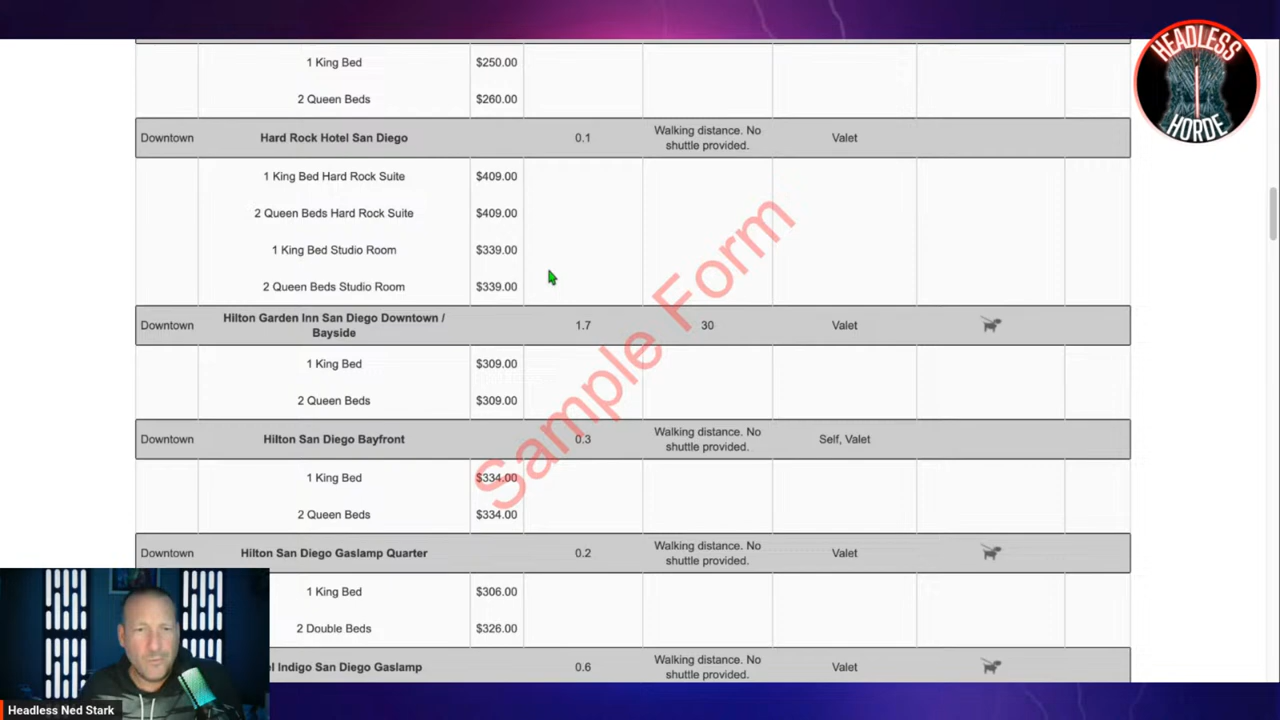 HEADLESS
HORDE
1 King Bed $250.00
2 Queen Beds $260.00
Downtown Hard Rock Hotel San Diego 0.1 Walking distance. No shuttle provided. Valet
1 King Bed Hard Rock Suite $409.00
2 Queen Beds Hard Rock Suite $409.00
1 King Bed Studio Room $339.00
2 Queen Beds Studio Room $339.00
Downtown Hilton Garden Inn San Diego Downtown / Bayside 1.7 30 Valet
1 King Bed $309.00
2 Queen Beds $309.00
Downtown Hilton San Diego Bayfront 0.3 Walking distance. No shuttle provided. Self, Valet
1 King Bed $334.00
2 Queen Beds $334.00
Downtown Hilton San Diego Gaslamp Quarter 0.2 Walking distance. No shuttle provided. Valet
1 King Bed $306.00
2 Double Beds $326.00
el Indigo San Diego Gaslamp 0.6 Walking distance. No shuttle provided. Valet
Sample Form
Headless Ned Stark